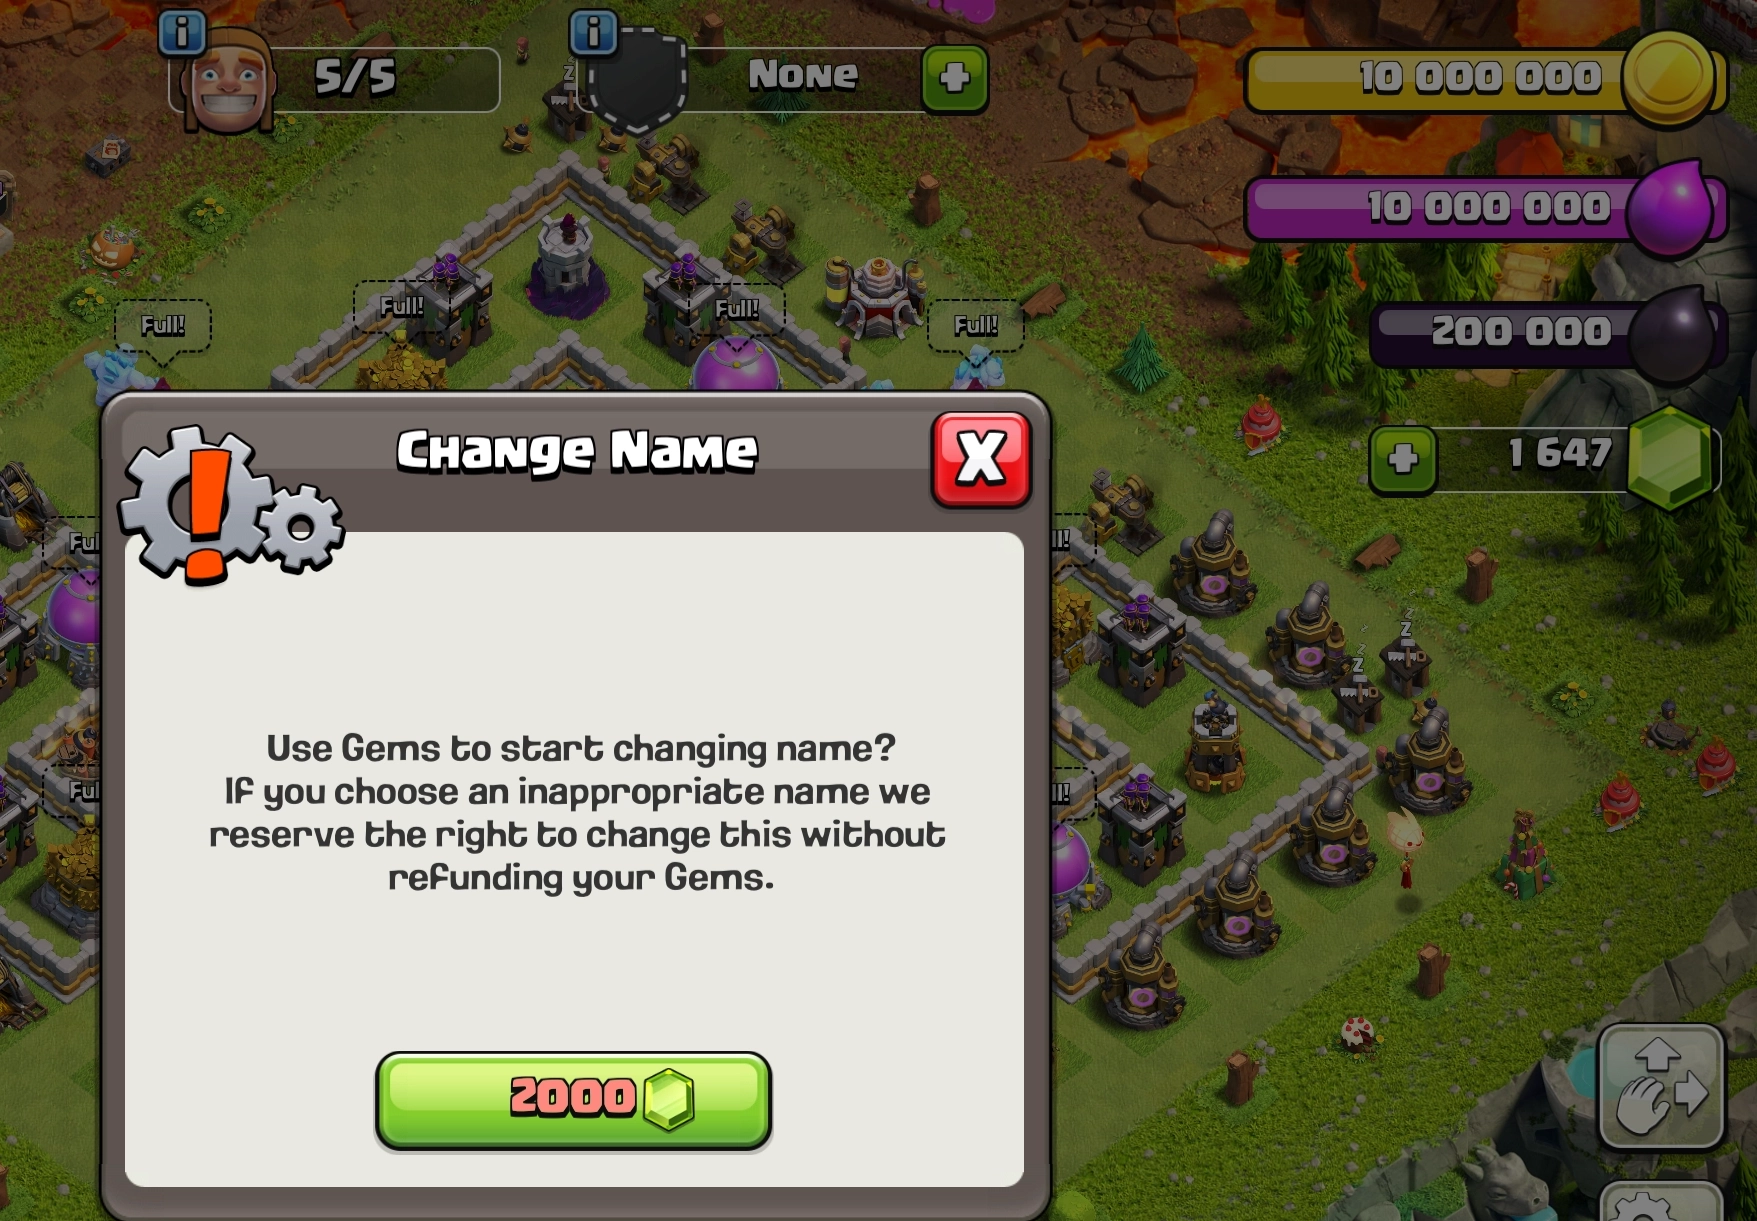 5/5
None
10 000 000
10 000 000
200 000
1 647
Full!
Full!
Full!
Full!
Change Name
X
Use Gems to start changing name?
If you choose an inappropriate name we
reserve the right to change this without
refunding your Gems.
2000